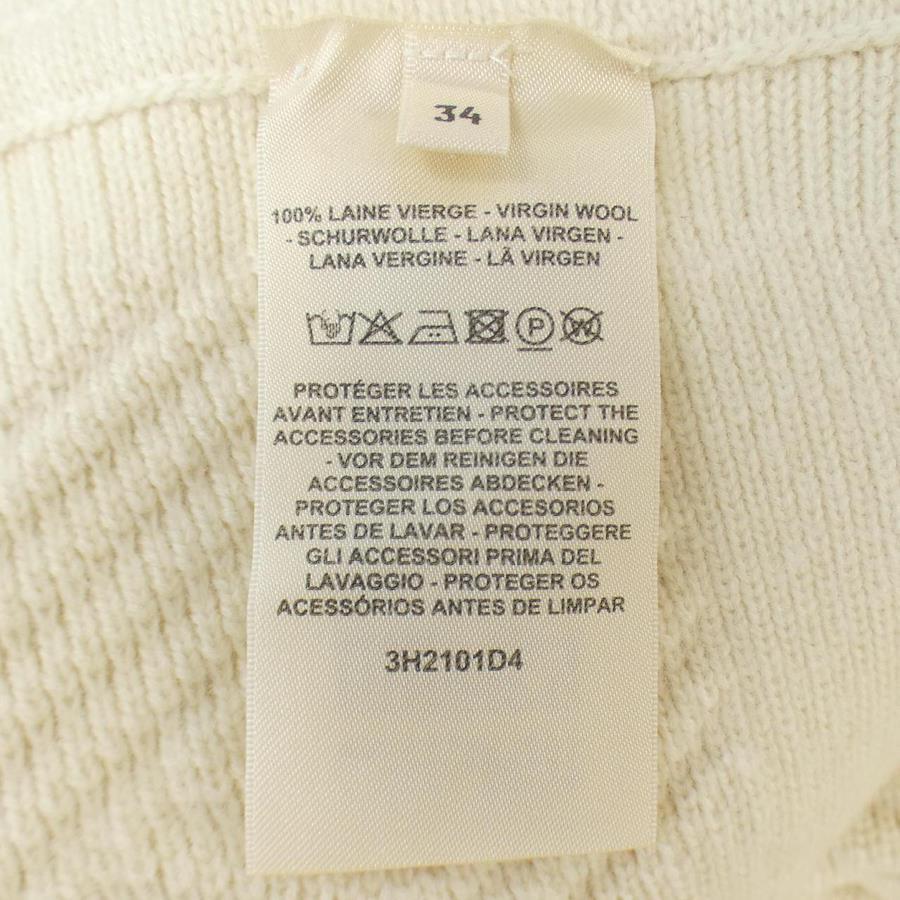 34
100% LAINE VIERGE - VIRGIN WOOL
- SCHURWOLLE - LANA VIRGEN -
LANA VERGINE - LÃ VIRGEN
P W
PROTÉGER LES ACCESSOIRES
AVANT ENTRETIEN - PROTECT THE
ACCESSORIES BEFORE CLEANING
- VOR DEM REINIGEN DIE
ACCESSOIRES ABDECKEN -
PROTEGER LOS ACCESORIOS
ANTES DE LAVAR - PROTEGGERE
GLI ACCESSORI PRIMA DEL
LAVAGGIO - PROTEGER OS
ACESSÓRIOS ANTES DE LIMPAR
3H2101D4